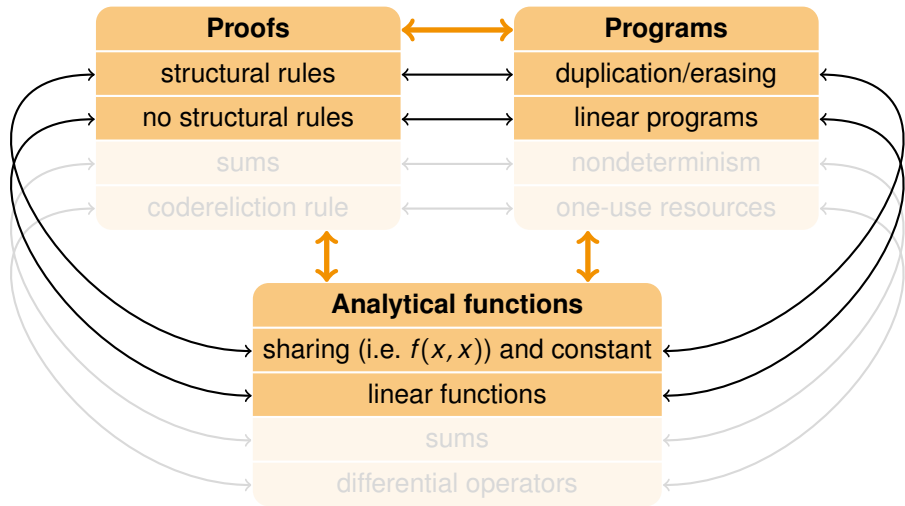 Proofs
structural rules
no structural rules
sums
codereliction rule
Programs
duplication/erasing
linear programs
nondeterminism
one-use resources
Analytical functions
sharing (i.e. f(x, x)) and constant
linear functions
sums
differential operators